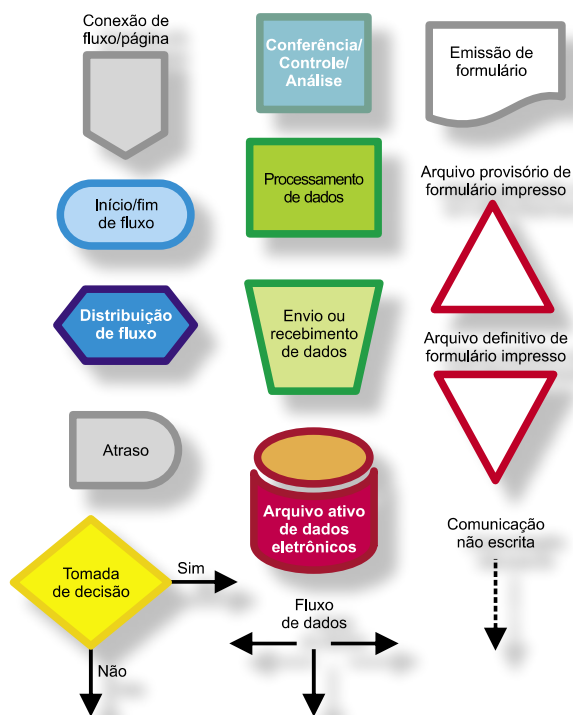 Conexão de
fluxo/página
Conferência/
Controle/
Análise
Emissão de
formulário
Início/fim
de fluxo
Processamento
de dados
Arquivo provisório de
formulário impresso
Distribuição
de fluxo
Envio ou
recebimento
de dados
Arquivo definitivo de
formulário impresso
Atraso
Arquivo ativo
de dados
eletrônicos
Comunicação
não escrita
Tomada
de decisão
Sim
Não
Fluxo
de dados